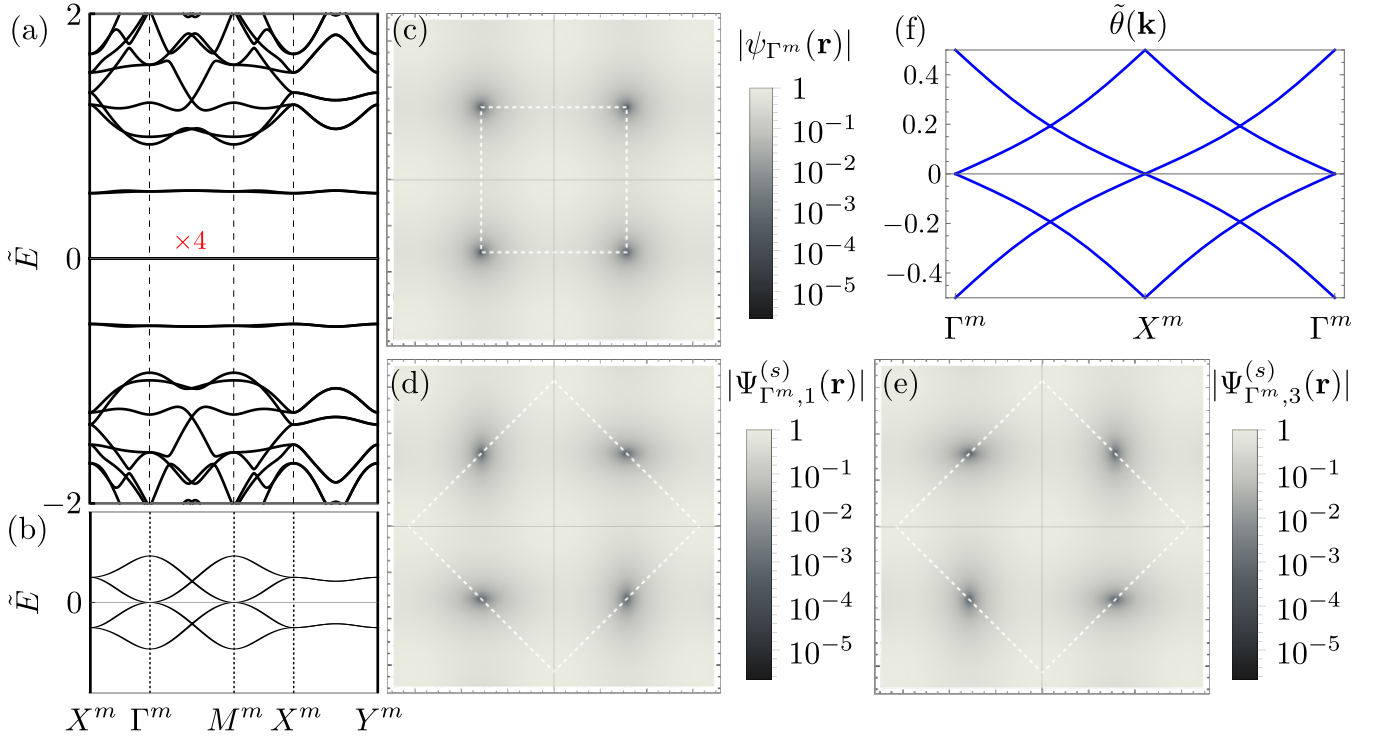 (a)
2
Ẽ
0
×4
−2
(b)
Ẽ
0
X^m Γ^m M^m X^m Y^m
(c)
|ψ_{Γ^m}(r)|
1
10^{-1}
10^{-2}
10^{-3}
10^{-4}
10^{-5}
(d)
|Ψ^{(s)}_{Γ^m,1}(r)|
1
10^{-1}
10^{-2}
10^{-3}
10^{-4}
10^{-5}
(e)
|Ψ^{(s)}_{Γ^m,3}(r)|
1
10^{-1}
10^{-2}
10^{-3}
10^{-4}
10^{-5}
(f)
θ̃(k)
0.4
0.2
0
−0.2
−0.4
Γ^m X^m Γ^m